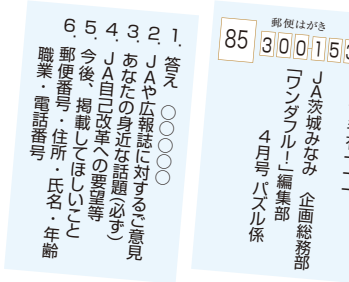 郵便はがき
85 300153
ＪＡ茨城みなみ　企画総務部
「ワンダフル！」編集部
4月号 パズル係
1. 答え　○○○○○
2. ＪＡや広報誌に対するご意見
3. あなたの身近な話題(必ず)
4. ＪＡ自己改革への要望等
5. 今後、掲載してほしいこと
6. 郵便番号・住所・氏名・年齢
職業・電話番号